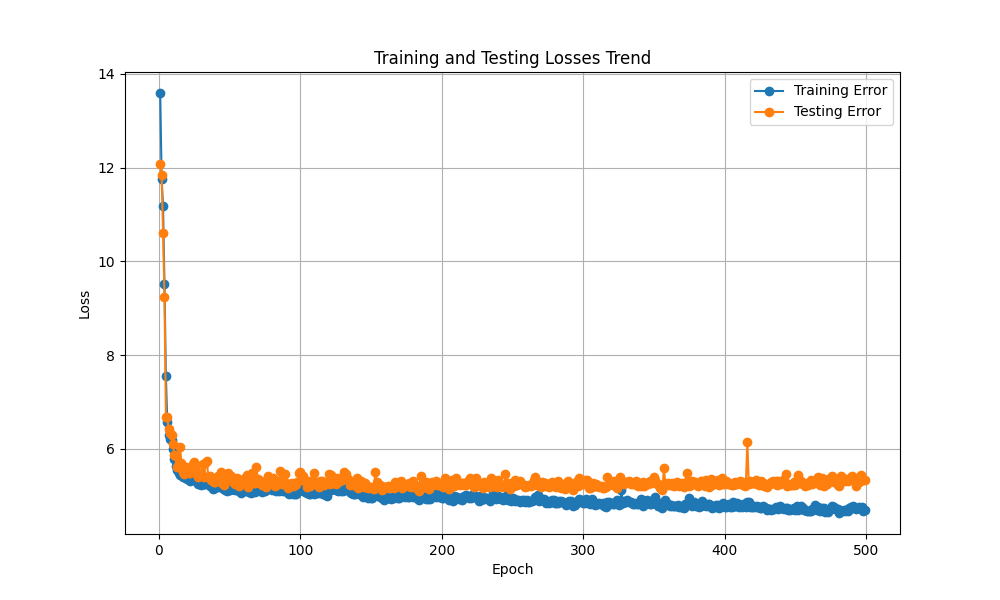 Training and Testing Losses Trend
14
12
10
8
6
Loss
0
100
200
300
400
500
Epoch
Training Error
Testing Error